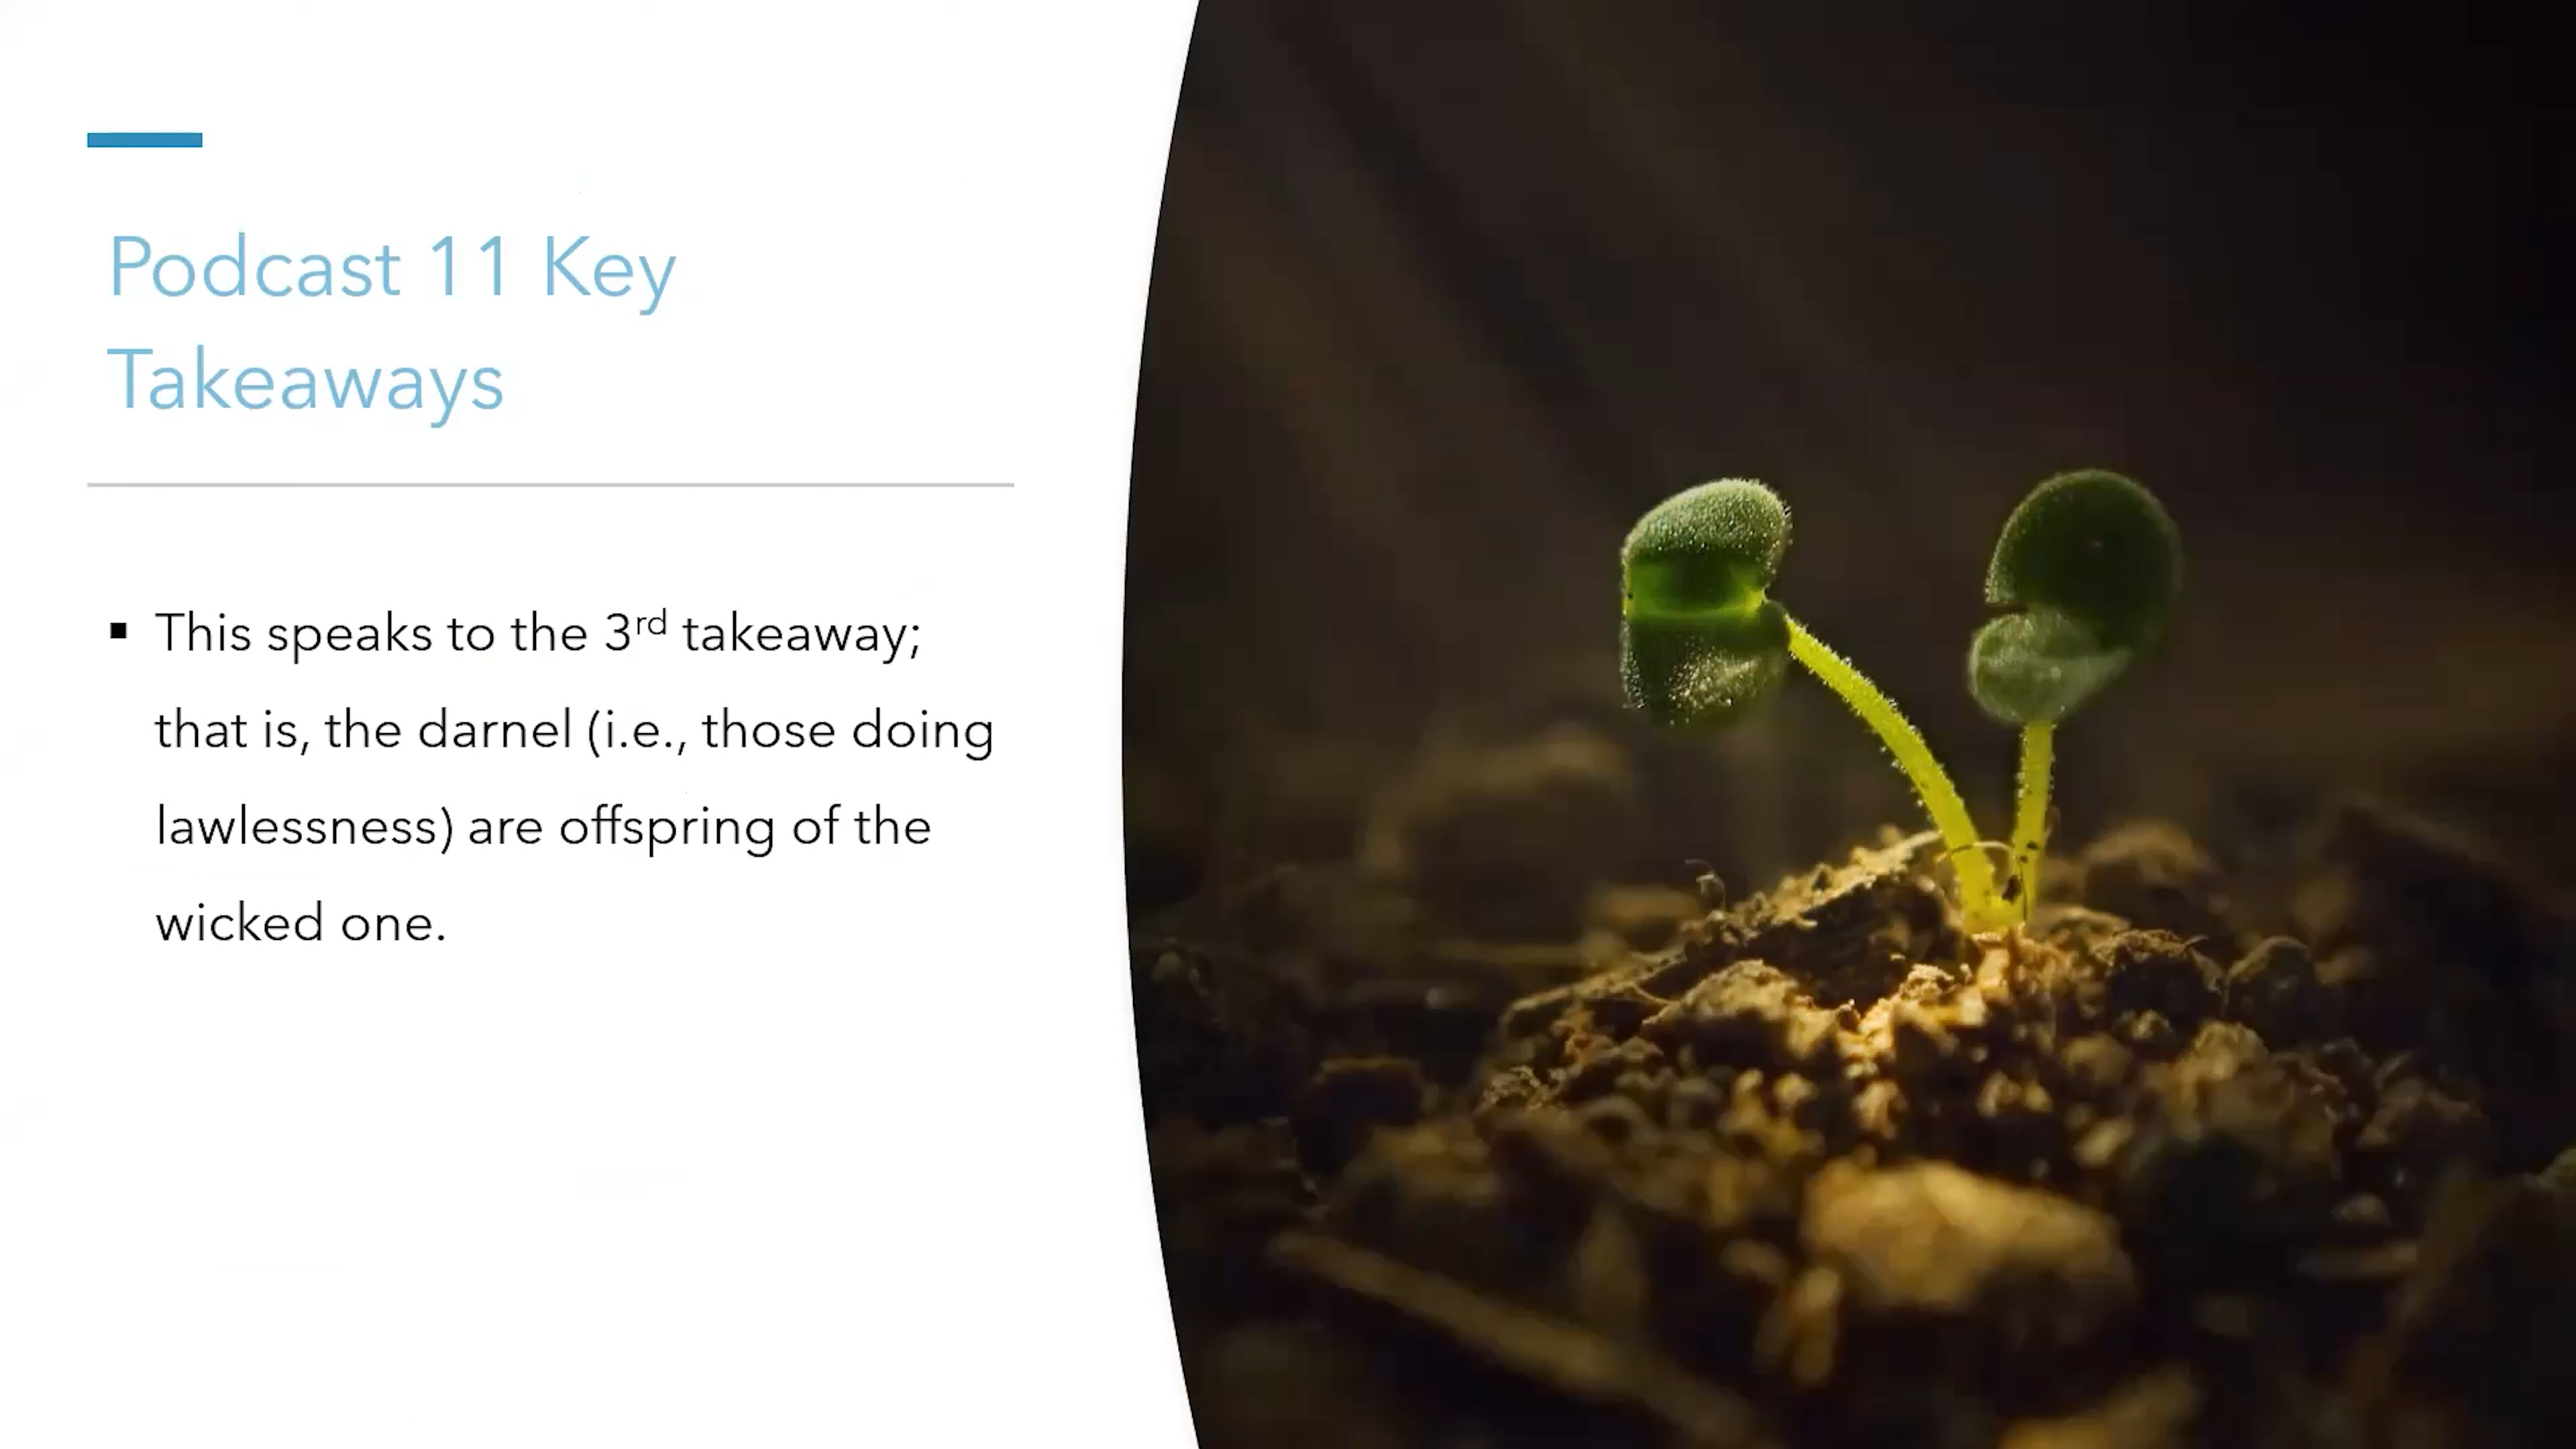 Podcast 11 Key
Takeaways
▪ This speaks to the 3rd takeaway;
that is, the darnel (i.e., those doing
lawlessness) are offspring of the
wicked one.